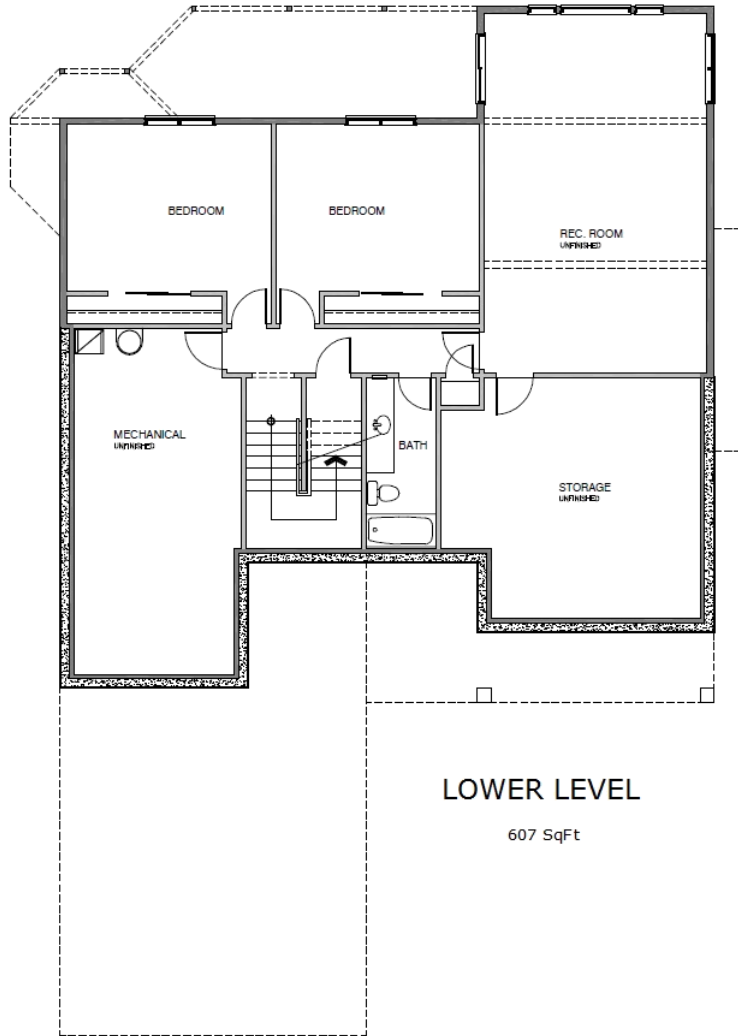 BEDROOM
BEDROOM
REC. ROOM
UNFINISHED
MECHANICAL
UNFINISHED
BATH
STORAGE
UNFINISHED
LOWER LEVEL
607 SqFt